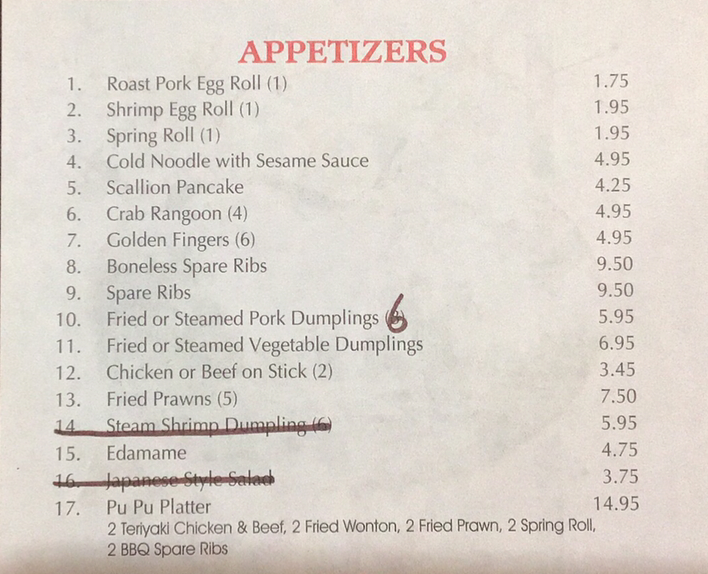 APPETIZERS
1. Roast Pork Egg Roll (1) 1.75
2. Shrimp Egg Roll (1) 1.95
3. Spring Roll (1) 1.95
4. Cold Noodle with Sesame Sauce 4.95
5. Scallion Pancake 4.25
6. Crab Rangoon (4) 4.95
7. Golden Fingers (6) 4.95
8. Boneless Spare Ribs 9.50
9. Spare Ribs 9.50
10. Fried or Steamed Pork Dumplings 6 5.95
11. Fried or Steamed Vegetable Dumplings 6.95
12. Chicken or Beef on Stick (2) 3.45
13. Fried Prawns (5) 7.50
14. Steam Shrimp Dumpling (6) 5.95
15. Edamame 4.75
16. Japanese Style Salad 3.75
17. Pu Pu Platter 14.95
2 Teriyaki Chicken & Beef, 2 Fried Wonton, 2 Fried Prawn, 2 Spring Roll,
2 BBQ Spare Ribs